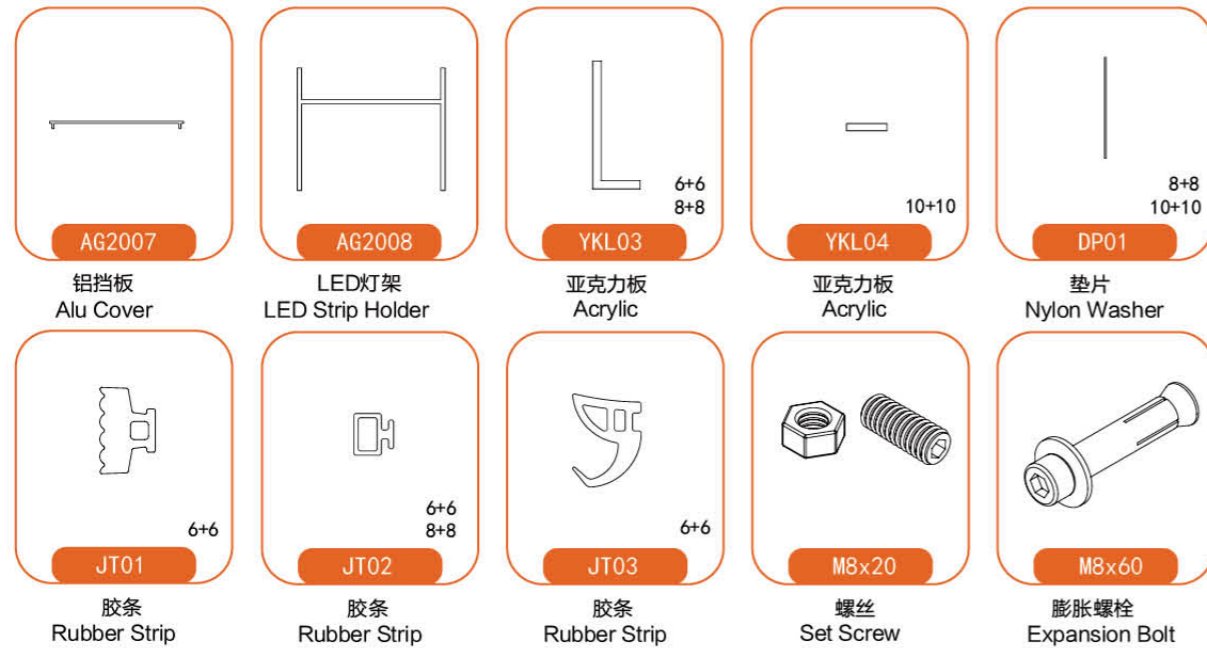 6+6
8+8
10+10
8+8
10+10
AG2007
AG2008
YKL03
YKL04
DP01
铝挡板
Alu Cover
LED灯架
LED Strip Holder
亚克力板
Acrylic
亚克力板
Acrylic
垫片
Nylon Washer
6+6
6+6
8+8
6+6
JT01
JT02
JT03
M8x20
M8x60
胶条
Rubber Strip
胶条
Rubber Strip
胶条
Rubber Strip
螺丝
Set Screw
膨胀螺栓
Expansion Bolt